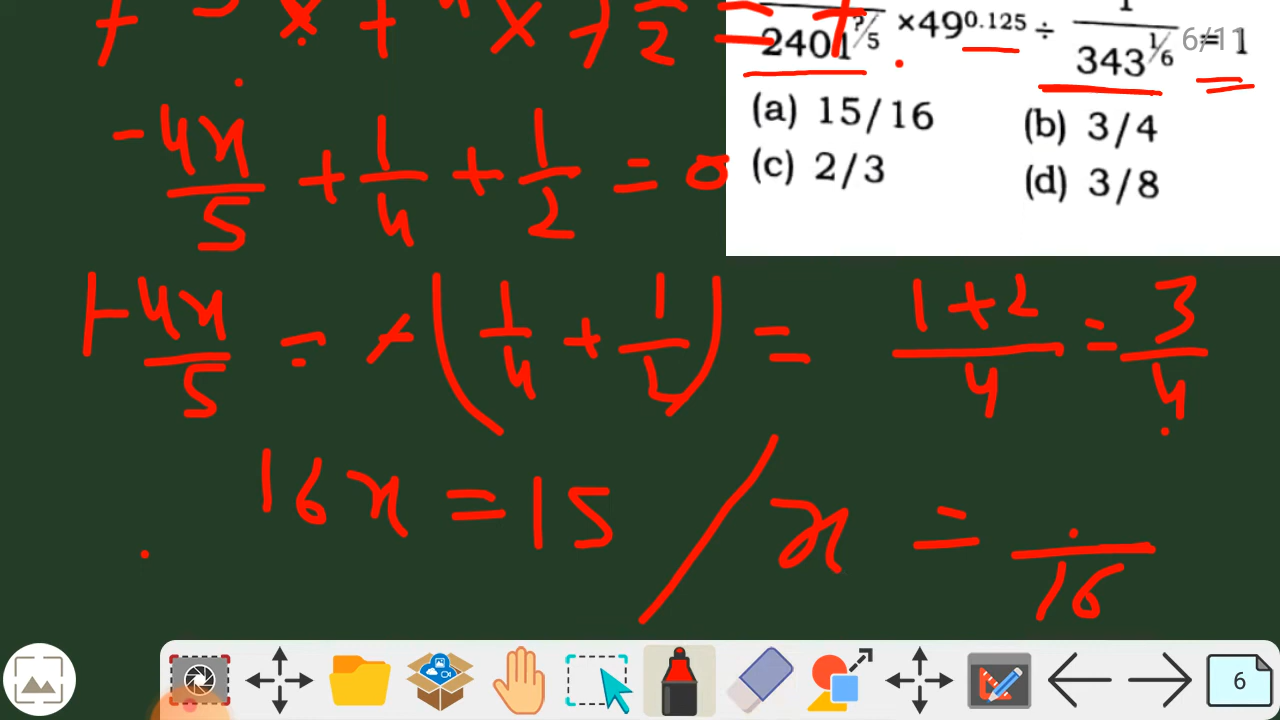 1
2401^?/5 ×49^0.125 ÷ 343^1/6 = 1
6/11
(a) 15/16 (b) 3/4
(c) 2/3 (d) 3/8
-4x/5 + 1/4 + 1/2 = 0
-4x/5 = -(1/4 + 1/2) = 1+2/4 = 3/4
16x = 15 / x = /16
6